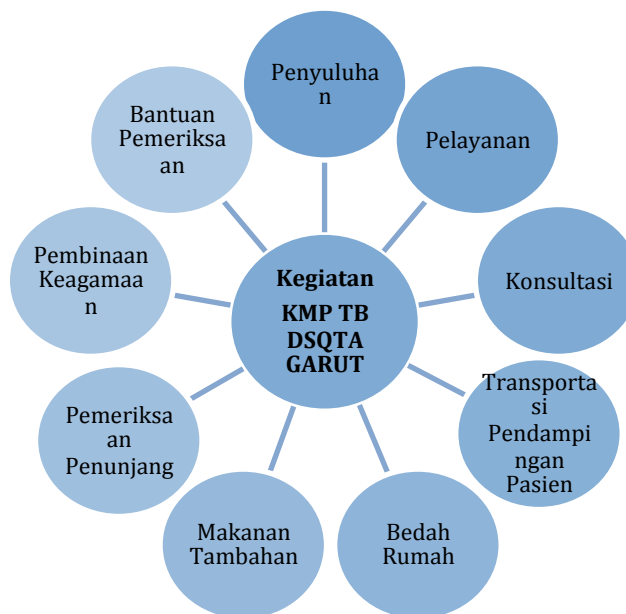 Penyuluha
n
Pelayanan
Konsultasi
Transporta
si
Pendampi
ngan
Pasien
Bedah
Rumah
Makanan
Tambahan
Pemeriksa
an
Penunjang
Pembinaan
Keagamaa
n
Bantuan
Pemeriksa
an
Kegiatan
KMP TB
DSQTA
GARUT